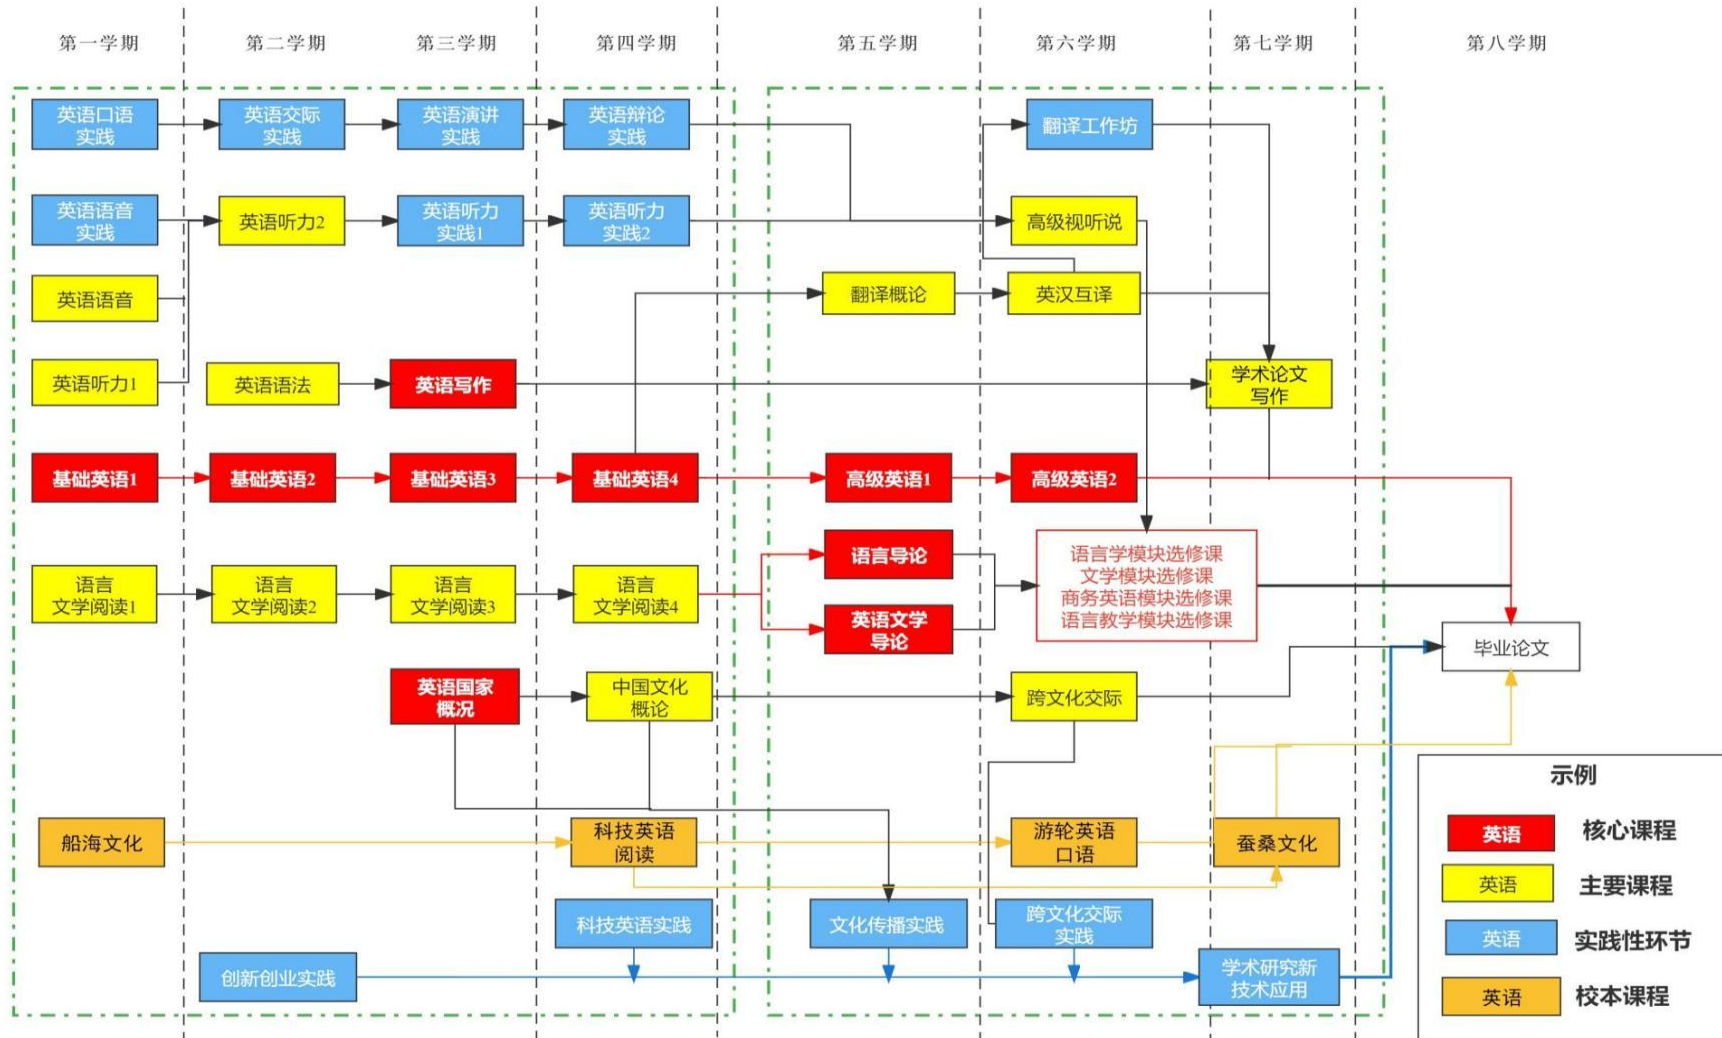 第一学期
第二学期
第三学期
第四学期
第五学期
第六学期
第七学期
第八学期
英语口语
实践
英语交际
实践
英语演讲
实践
英语辩论
实践
翻译工作坊
英语语音
实践
英语听力2
英语听力
实践1
英语听力
实践2
高级视听说
英语语音
翻译概论
英汉互译
英语听力1
英语语法
英语写作
学术论文
写作
基础英语1
基础英语2
基础英语3
基础英语4
高级英语1
高级英语2
语言
文学阅读1
语言
文学阅读2
语言
文学阅读3
语言
文学阅读4
语言导论
英语文学
导论
语言学模块选修课
文学模块选修课
商务英语模块选修课
语言教学模块选修课
毕业论文
英语国家
概况
中国文化
概论
跨文化交际
船海文化
科技英语
阅读
游轮英语
口语
蚕桑文化
科技英语实践
文化传播实践
跨文化交际
实践
创新创业实践
学术研究新
技术应用
示例
英语
核心课程
英语
主要课程
英语
实践性环节
英语
校本课程